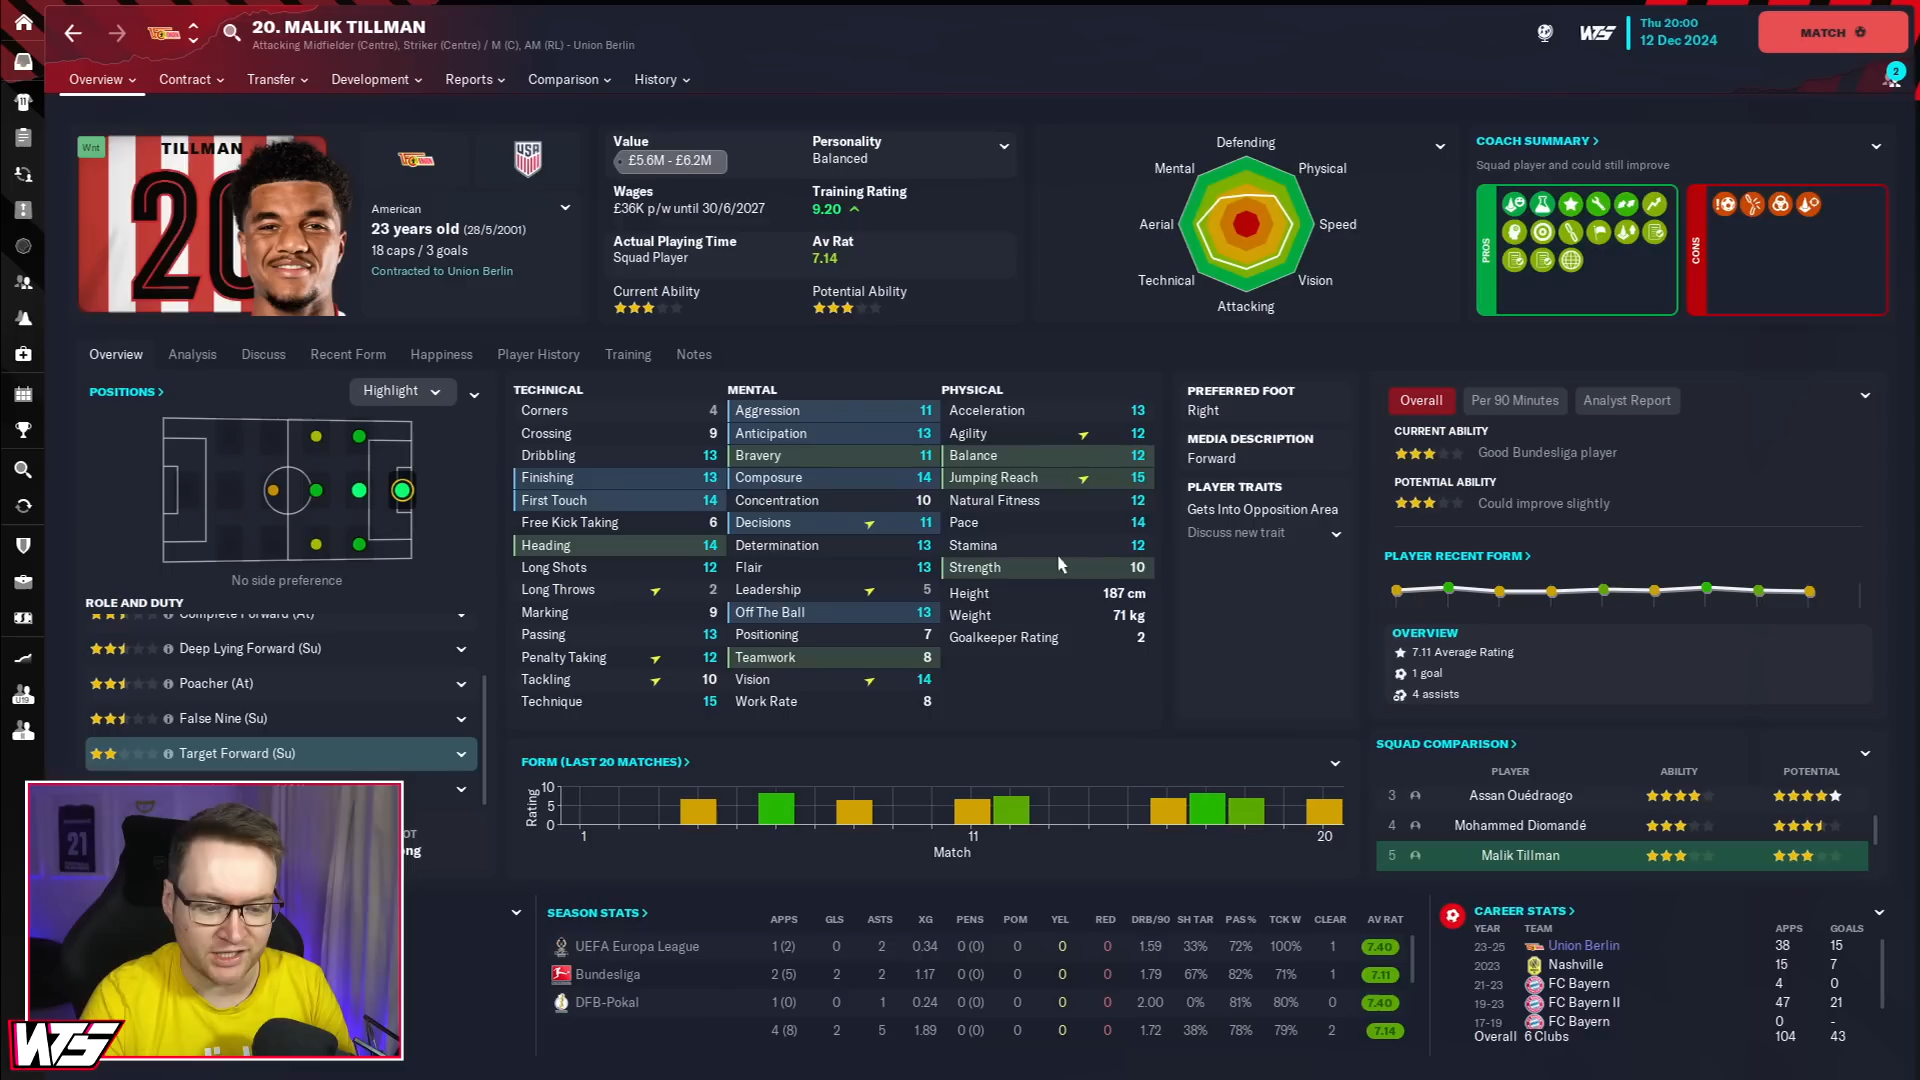 20. MALIK TILLMAN
Attacking Midfielder (Centre), Striker (Centre) / M (C), AM (RL) - Union Berlin
WTS
Thu 20:00
12 Dec 2024
MATCH
2
Overview
Contract
Transfer
Development
Reports
Comparison
History
Wnt
TILLMAN
20
American
23 years old (28/5/2001)
18 caps / 3 goals
Contracted to Union Berlin
Value
£5.6M - £6.2M
Personality
Balanced
Wages
£36K p/w until 30/6/2027
Training Rating
9.20
Actual Playing Time
Squad Player
Av Rat
7.14
Current Ability
Potential Ability
Defending
Mental
Physical
Aerial
Speed
Technical
Vision
Attacking
COACH SUMMARY >
Squad player and could still improve
PROS
CONS
Overview
Analysis
Discuss
Recent Form
Happiness
Player History
Training
Notes
POSITIONS >
Highlight
No side preference
ROLE AND DUTY
Complete Forward (At)
Deep Lying Forward (Su)
Poacher (At)
False Nine (Su)
Target Forward (Su)
TECHNICAL
Corners 4
Crossing 9
Dribbling 13
Finishing 13
First Touch 14
Free Kick Taking 6
Heading 14
Long Shots 12
Long Throws 2
Marking 9
Passing 13
Penalty Taking 12
Tackling 10
Technique 15
MENTAL
Aggression 11
Anticipation 13
Bravery 11
Composure 14
Concentration 10
Decisions 11
Determination 13
Flair 13
Leadership 5
Off The Ball 13
Positioning 7
Teamwork 8
Vision 14
Work Rate 8
PHYSICAL
Acceleration 13
Agility 12
Balance 12
Jumping Reach 15
Natural Fitness 12
Pace 14
Stamina 12
Strength 10
Height 187 cm
Weight 71 kg
Goalkeeper Rating 2
PREFERRED FOOT
Right
MEDIA DESCRIPTION
Forward
PLAYER TRAITS
Gets Into Opposition Area
Discuss new trait
Overall
Per 90 Minutes
Analyst Report
CURRENT ABILITY
Good Bundesliga player
POTENTIAL ABILITY
Could improve slightly
PLAYER RECENT FORM >
OVERVIEW
7.11 Average Rating
1 goal
4 assists
FORM (LAST 20 MATCHES) >
Rating
10
5
0
1 11 20
Match
SQUAD COMPARISON >
PLAYER ABILITY POTENTIAL
3 Assan Ouédraogo
4 Mohammed Diomandé
5 Malik Tillman
21
WTS
SEASON STATS > APPS GLS ASTS XG PENS POM YEL RED DRB/90 SH TAR PAS % TCK W CLEAR AV RAT
UEFA Europa League 1 (2) 0 2 0.34 0 (0) 0 0 0 1.59 33% 72% 100% 1 7.40
Bundesliga 2 (5) 2 2 1.17 0 (0) 0 0 0 1.79 67% 82% 71% 1 7.11
DFB-Pokal 1 (0) 0 1 0.24 0 (0) 0 0 0 2.00 0% 81% 80% 0 7.40
4 (8) 2 5 1.89 0 (0) 0 0 0 1.72 38% 78% 79% 2 7.14
CAREER STATS >
YEAR TEAM APPS GOALS
23-25 Union Berlin 38 15
2023 Nashville 15 7
21-23 FC Bayern 4 0
19-23 FC Bayern II 47 21
17-19 FC Bayern 0 -
Overall 6 Clubs 104 43